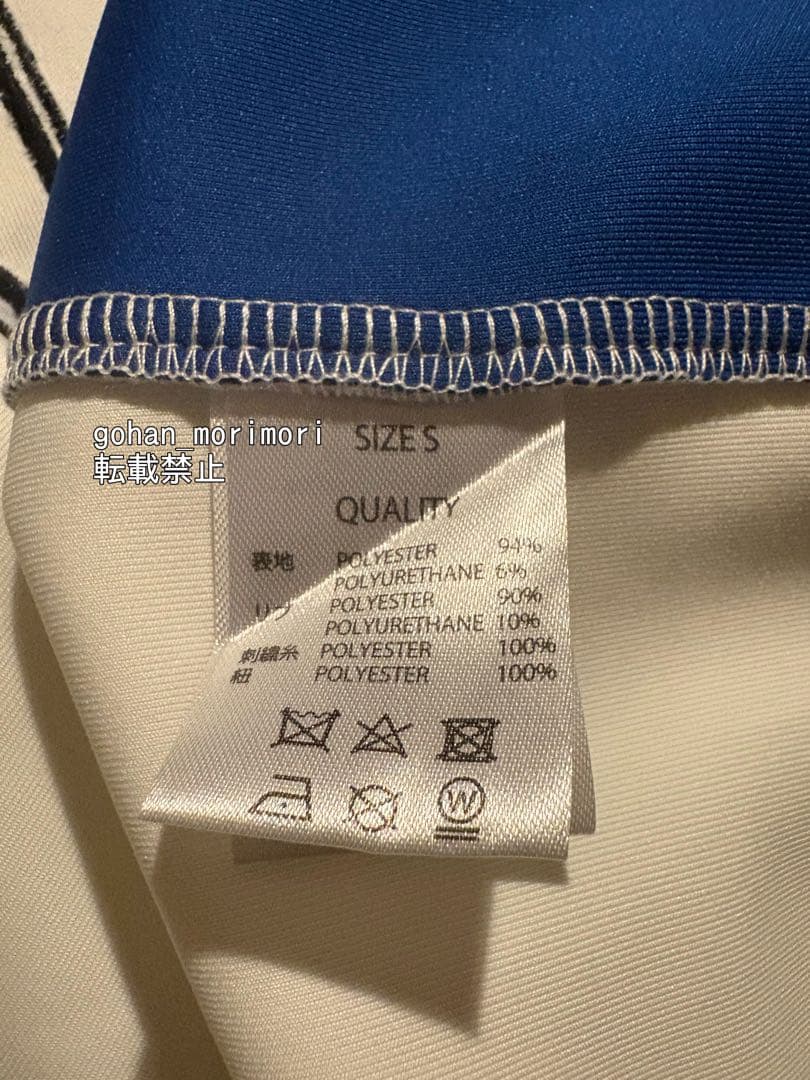 gohan_morimori
転載禁止
SIZE S
QUALITY
表地 POLYESTER 94%
POLYURETHANE 6%
リブ POLYESTER 90%
POLYURETHANE 10%
刺繍糸 POLYESTER 100%
紐 POLYESTER 100%
W